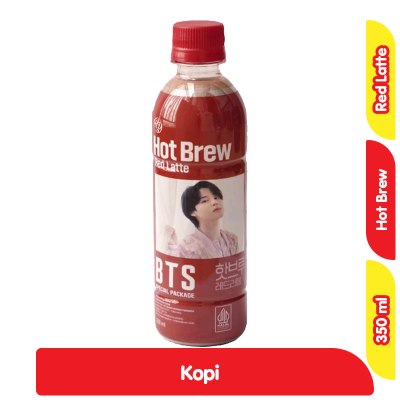 Hot Brew
Red Latte
BTS
SPECIAL PACKAGE
핫브루
레드라떼
Red Latte
Hot Brew
350 ml
Kopi